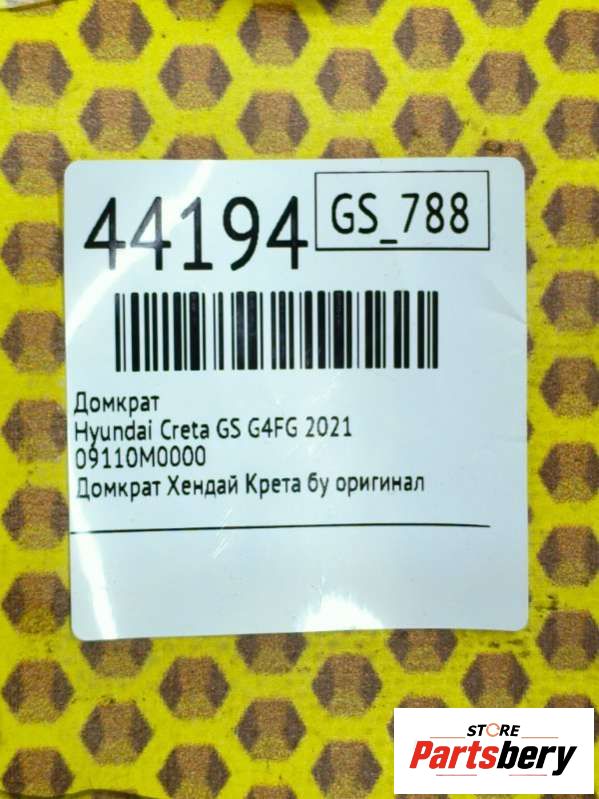 44194
GS_788
Домкрат
Hyundai Creta GS G4FG 2021
09110M0000
Домкрат Хендай Крета бу оригинал
STORE
Partsbery